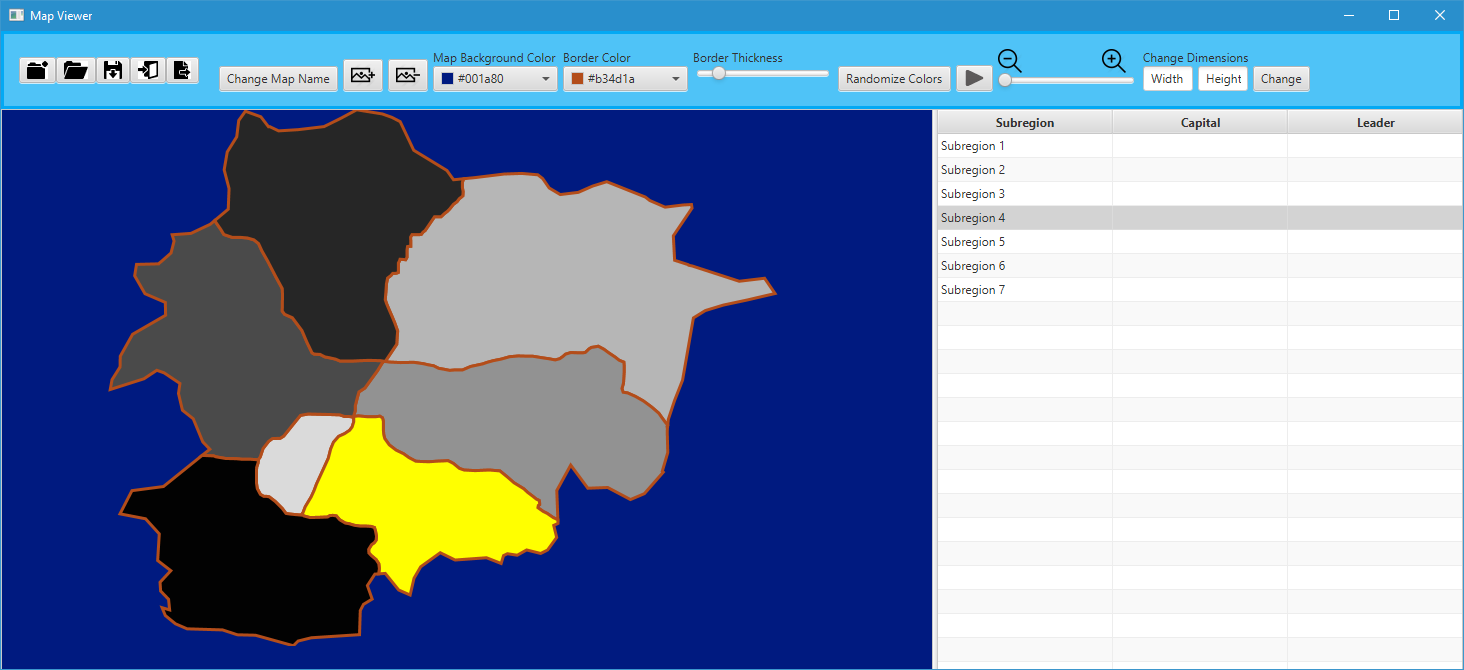 Map Viewer
Map Background Color Border Color Border Thickness Change Dimensions
Change Map Name #001a80 #b34d1a Randomize Colors Width Height Change
Subregion Capital Leader
Subregion 1
Subregion 2
Subregion 3
Subregion 4
Subregion 5
Subregion 6
Subregion 7